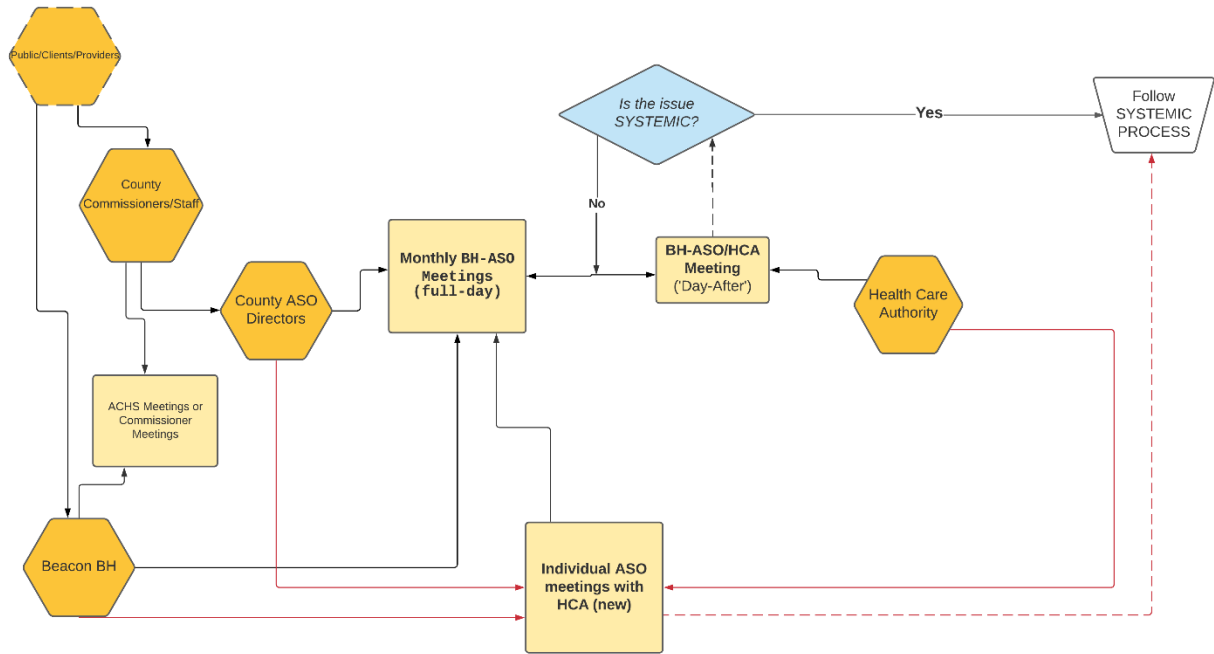 Public/Clients/Providers
Is the issue
SYSTEMIC?
Yes
Follow
SYSTEMIC
PROCESS
County
Commissioners/Staff
No
Monthly BH-ASO
Meetings
(full-day)
BH-ASO/HCA
Meeting
('Day-After')
County ASO
Directors
Health Care
Authority
ACHS Meetings or
Commissioner
Meetings
Beacon BH
Individual ASO
meetings with
HCA (new)